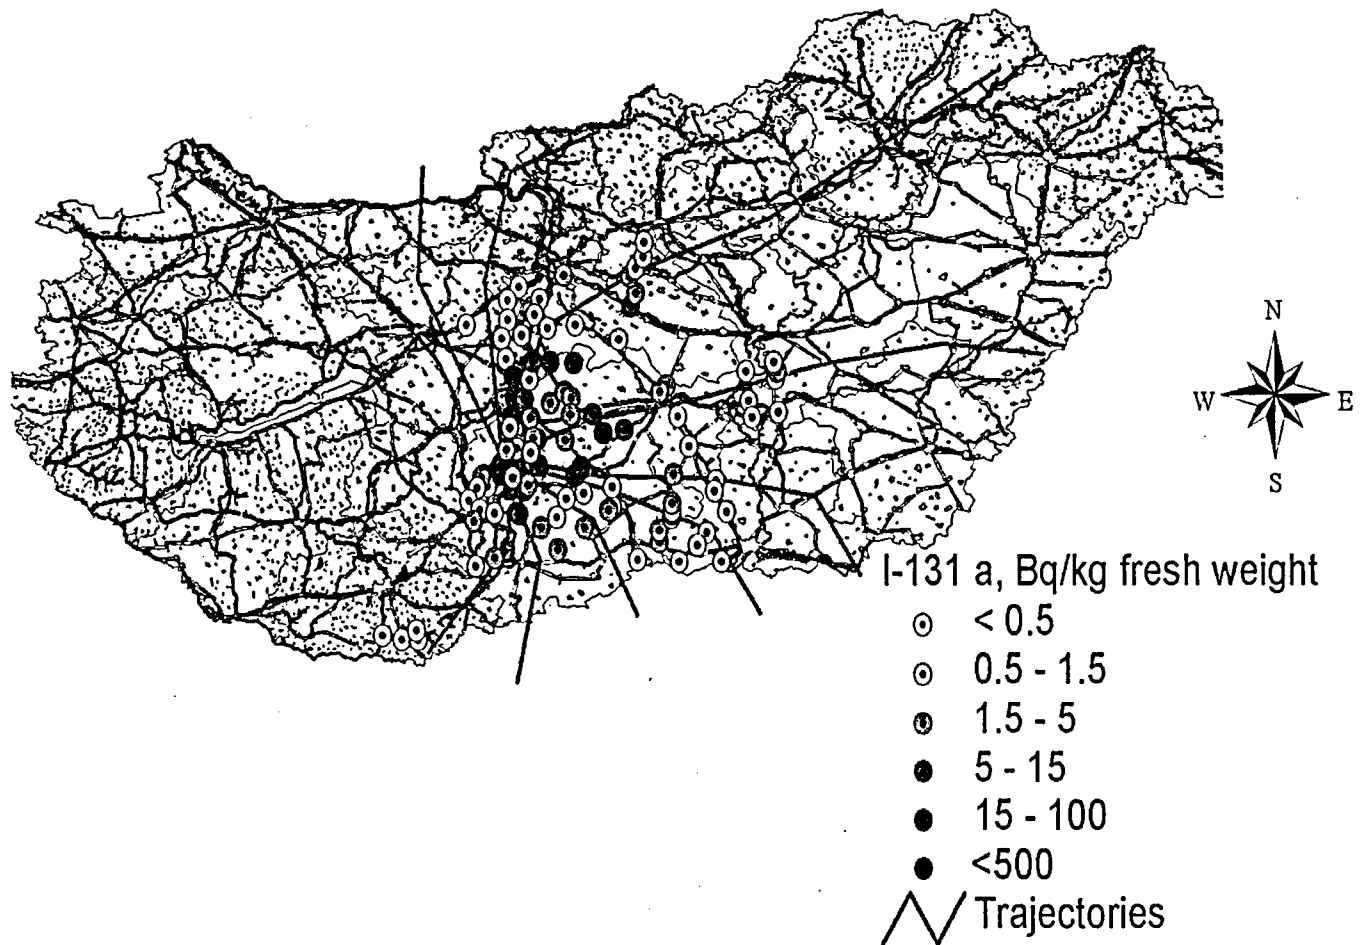 N
W E
S
I-131 a, Bq/kg fresh weight
< 0.5
0.5 - 1.5
1.5 - 5
5 - 15
15 - 100
<500
Trajectories